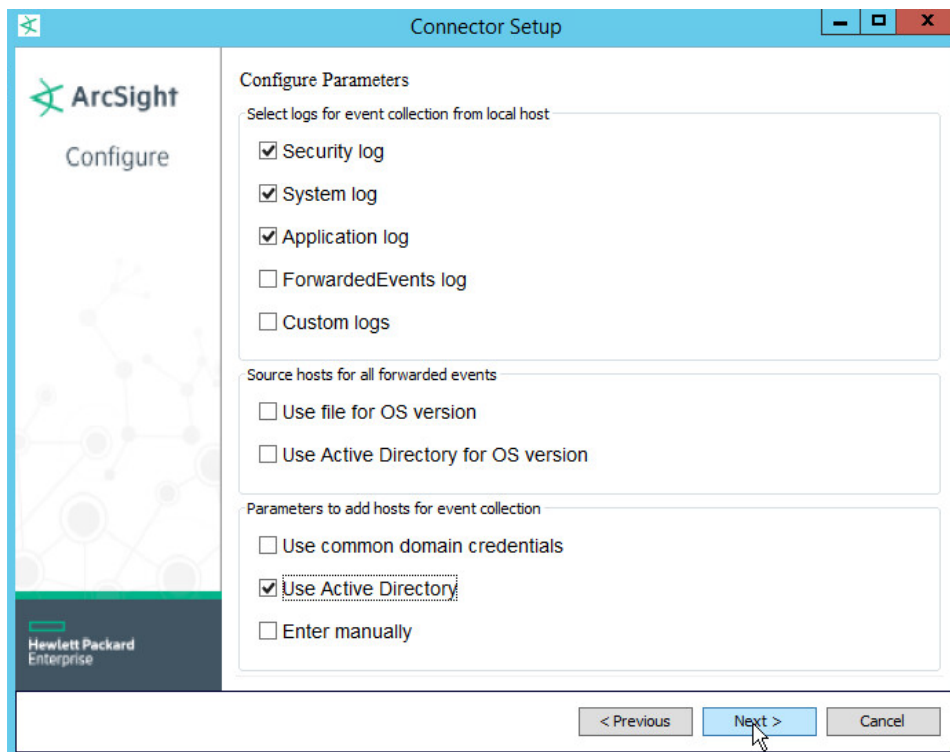 Connector Setup
ArcSight
Configure
Configure Parameters
Select logs for event collection from local host
Security log
System log
Application log
ForwardedEvents log
Custom logs
Source hosts for all forwarded events
Use file for OS version
Use Active Directory for OS version
Parameters to add hosts for event collection
Use common domain credentials
Use Active Directory
Enter manually
Hewlett Packard
Enterprise
< Previous
Next >
Cancel